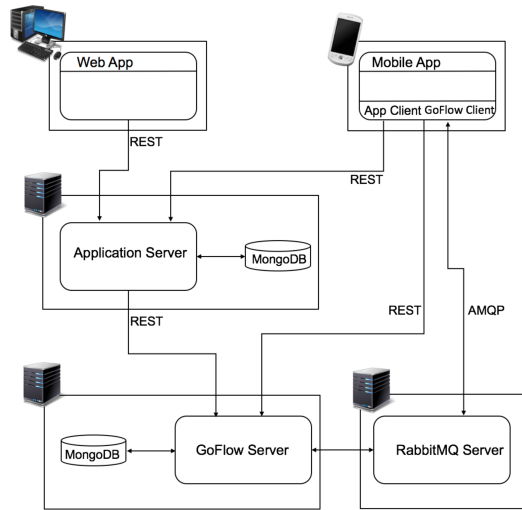 Web App
Mobile App
App Client GoFlow Client
REST
REST
Application Server
MongoDB
REST
REST
AMQP
MongoDB
GoFlow Server
RabbitMQ Server